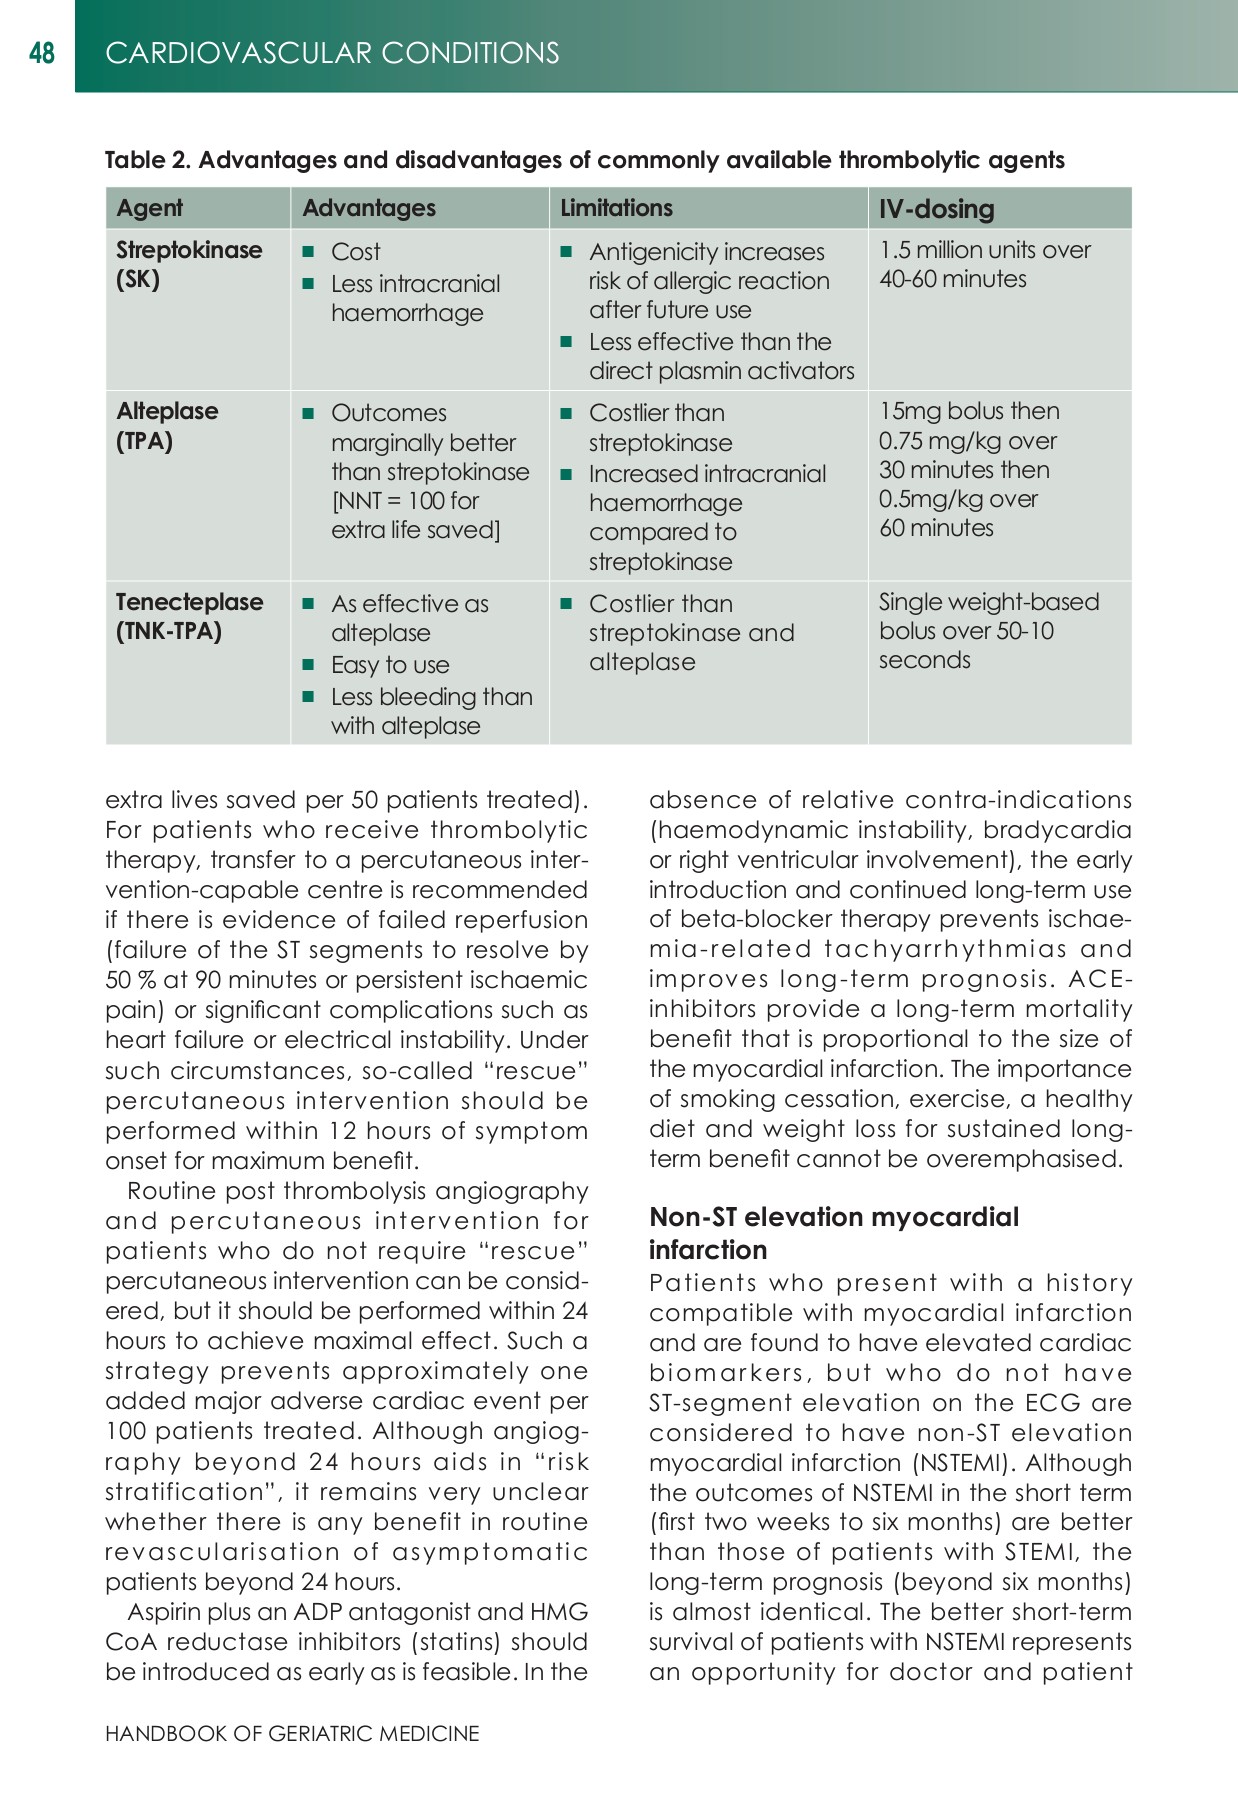 48
CARDIOVASCULAR CONDITIONS
Table 2. Advantages and disadvantages of commonly available thrombolytic agents
Agent
Advantages
Limitations
IV-dosing
Streptokinase
(SK)
■ Cost
■ Less intracranial
haemorrhage
■ Antigenicity increases
risk of allergic reaction
after future use
■ Less effective than the
direct plasmin activators
1.5 million units over
40-60 minutes
Alteplase
(TPA)
■ Outcomes
marginally better
than streptokinase
[NNT = 100 for
extra life saved]
■ Costlier than
streptokinase
■ Increased intracranial
haemorrhage
compared to
streptokinase
15mg bolus then
0.75 mg/kg over
30 minutes then
0.5mg/kg over
60 minutes
Tenecteplase
(TNK-TPA)
■ As effective as
alteplase
■ Easy to use
■ Less bleeding than
with alteplase
■ Costlier than
streptokinase and
alteplase
Single weight-based
bolus over 50-10
seconds
extra lives saved per 50 patients treated).
For patients who receive thrombolytic
therapy, transfer to a percutaneous inter-
vention-capable centre is recommended
if there is evidence of failed reperfusion
(failure of the ST segments to resolve by
50 % at 90 minutes or persistent ischaemic
pain) or significant complications such as
heart failure or electrical instability. Under
such circumstances, so-called “rescue”
percutaneous intervention should be
performed within 12 hours of symptom
onset for maximum benefit.
Routine post thrombolysis angiography
and percutaneous intervention for
patients who do not require “rescue”
percutaneous intervention can be consid-
ered, but it should be performed within 24
hours to achieve maximal effect. Such a
strategy prevents approximately one
added major adverse cardiac event per
100 patients treated. Although angiog-
raphy beyond 24 hours aids in “risk
stratification”, it remains very unclear
whether there is any benefit in routine
revascularisation of asymptomatic
patients beyond 24 hours.
Aspirin plus an ADP antagonist and HMG
CoA reductase inhibitors (statins) should
be introduced as early as is feasible. In the
absence of relative contra-indications
(haemodynamic instability, bradycardia
or right ventricular involvement), the early
introduction and continued long-term use
of beta-blocker therapy prevents ischae-
mia-related tachyarrhythmias and
improves long-term prognosis. ACE-
inhibitors provide a long-term mortality
benefit that is proportional to the size of
the myocardial infarction. The importance
of smoking cessation, exercise, a healthy
diet and weight loss for sustained long-
term benefit cannot be overemphasised.
Non-ST elevation myocardial
infarction
Patients who present with a history
compatible with myocardial infarction
and are found to have elevated cardiac
biomarkers, but who do not have
ST-segment elevation on the ECG are
considered to have non-ST elevation
myocardial infarction (NSTEMI). Although
the outcomes of NSTEMI in the short term
(first two weeks to six months) are better
than those of patients with STEMI, the
long-term prognosis (beyond six months)
is almost identical. The better short-term
survival of patients with NSTEMI represents
an opportunity for doctor and patient
HANDBOOK OF GERIATRIC MEDICINE